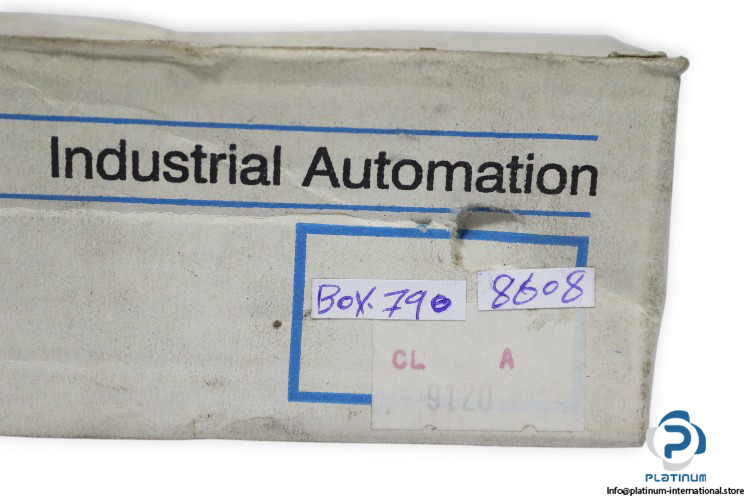 Industrial Automation
BOX.790 8608
CL A
9120
PLATINUM
Info@platinum-international.store